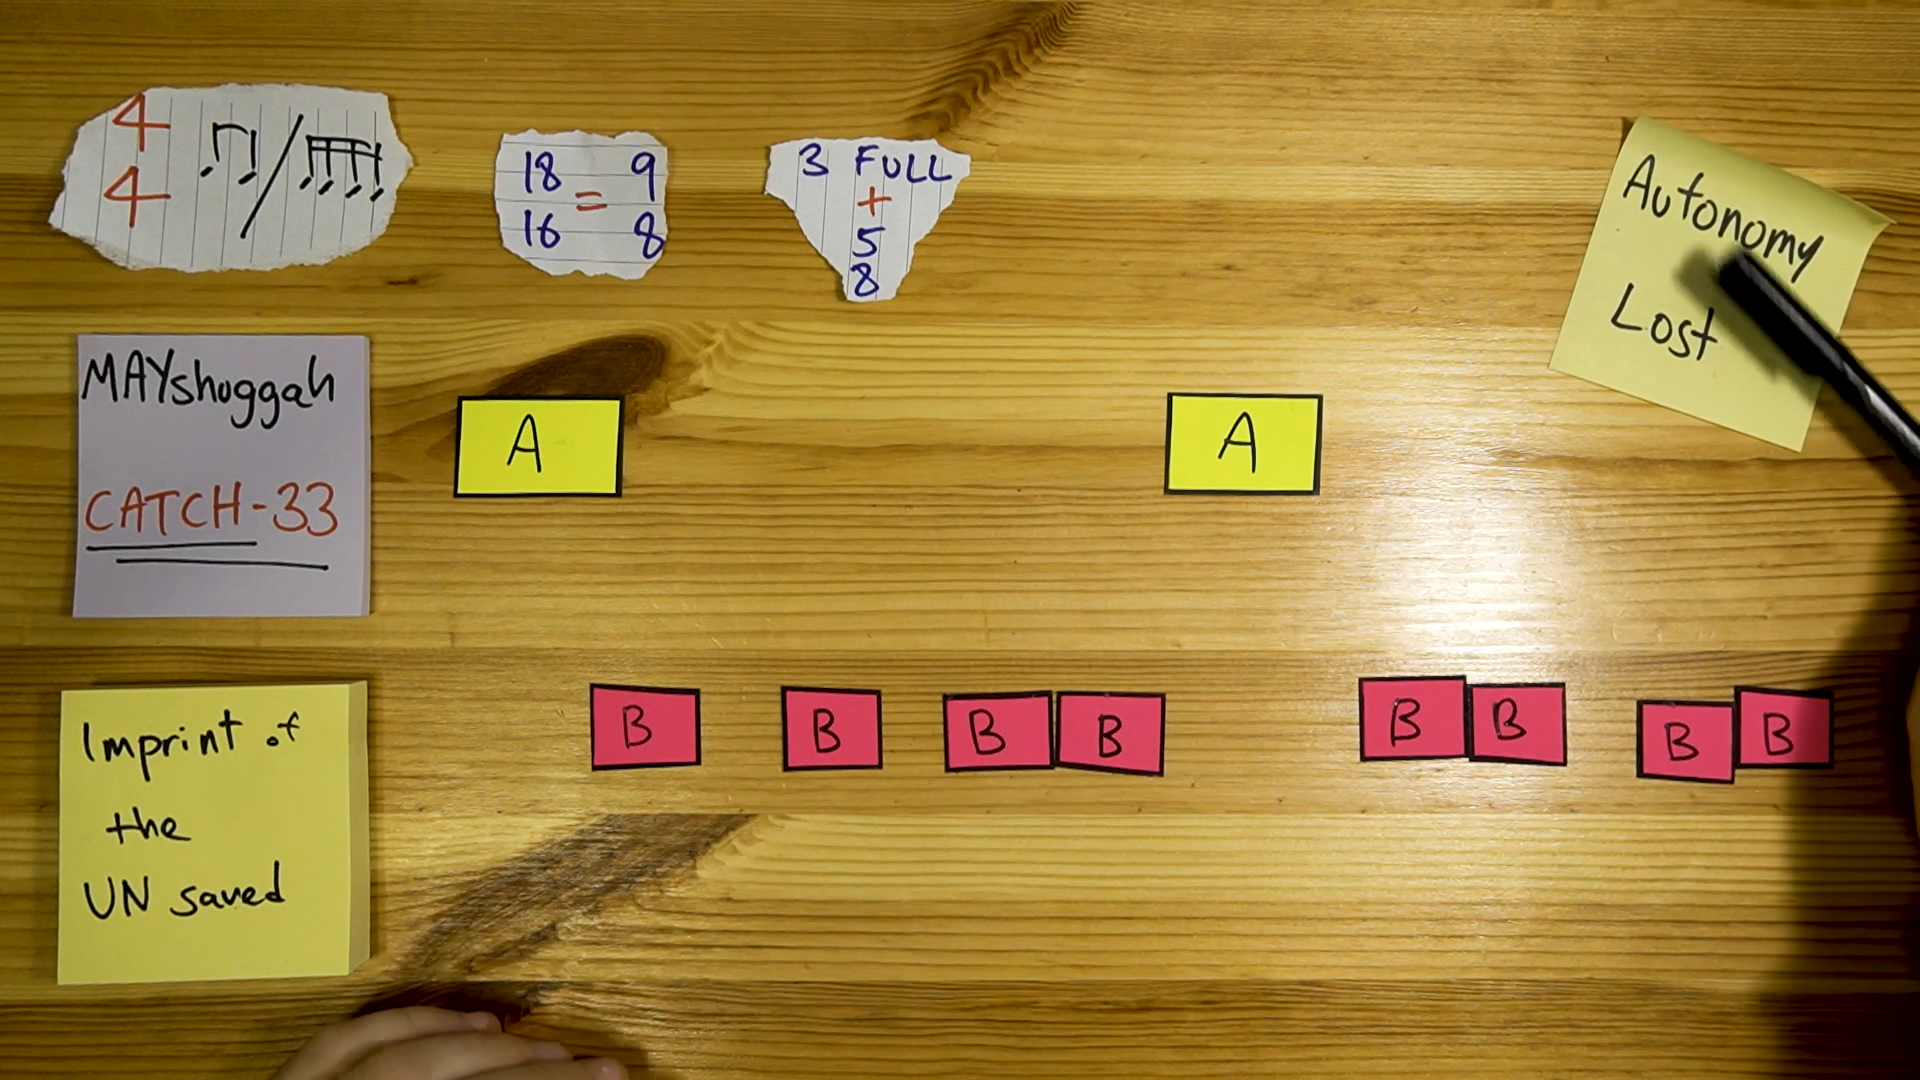 4
4
18 = 9
16 8
3 FULL
+
5
8
Autonomy
Lost
MAYshuggah
CATCH-33
A A
Imprint of
the
UN saved
B B B B B B B B